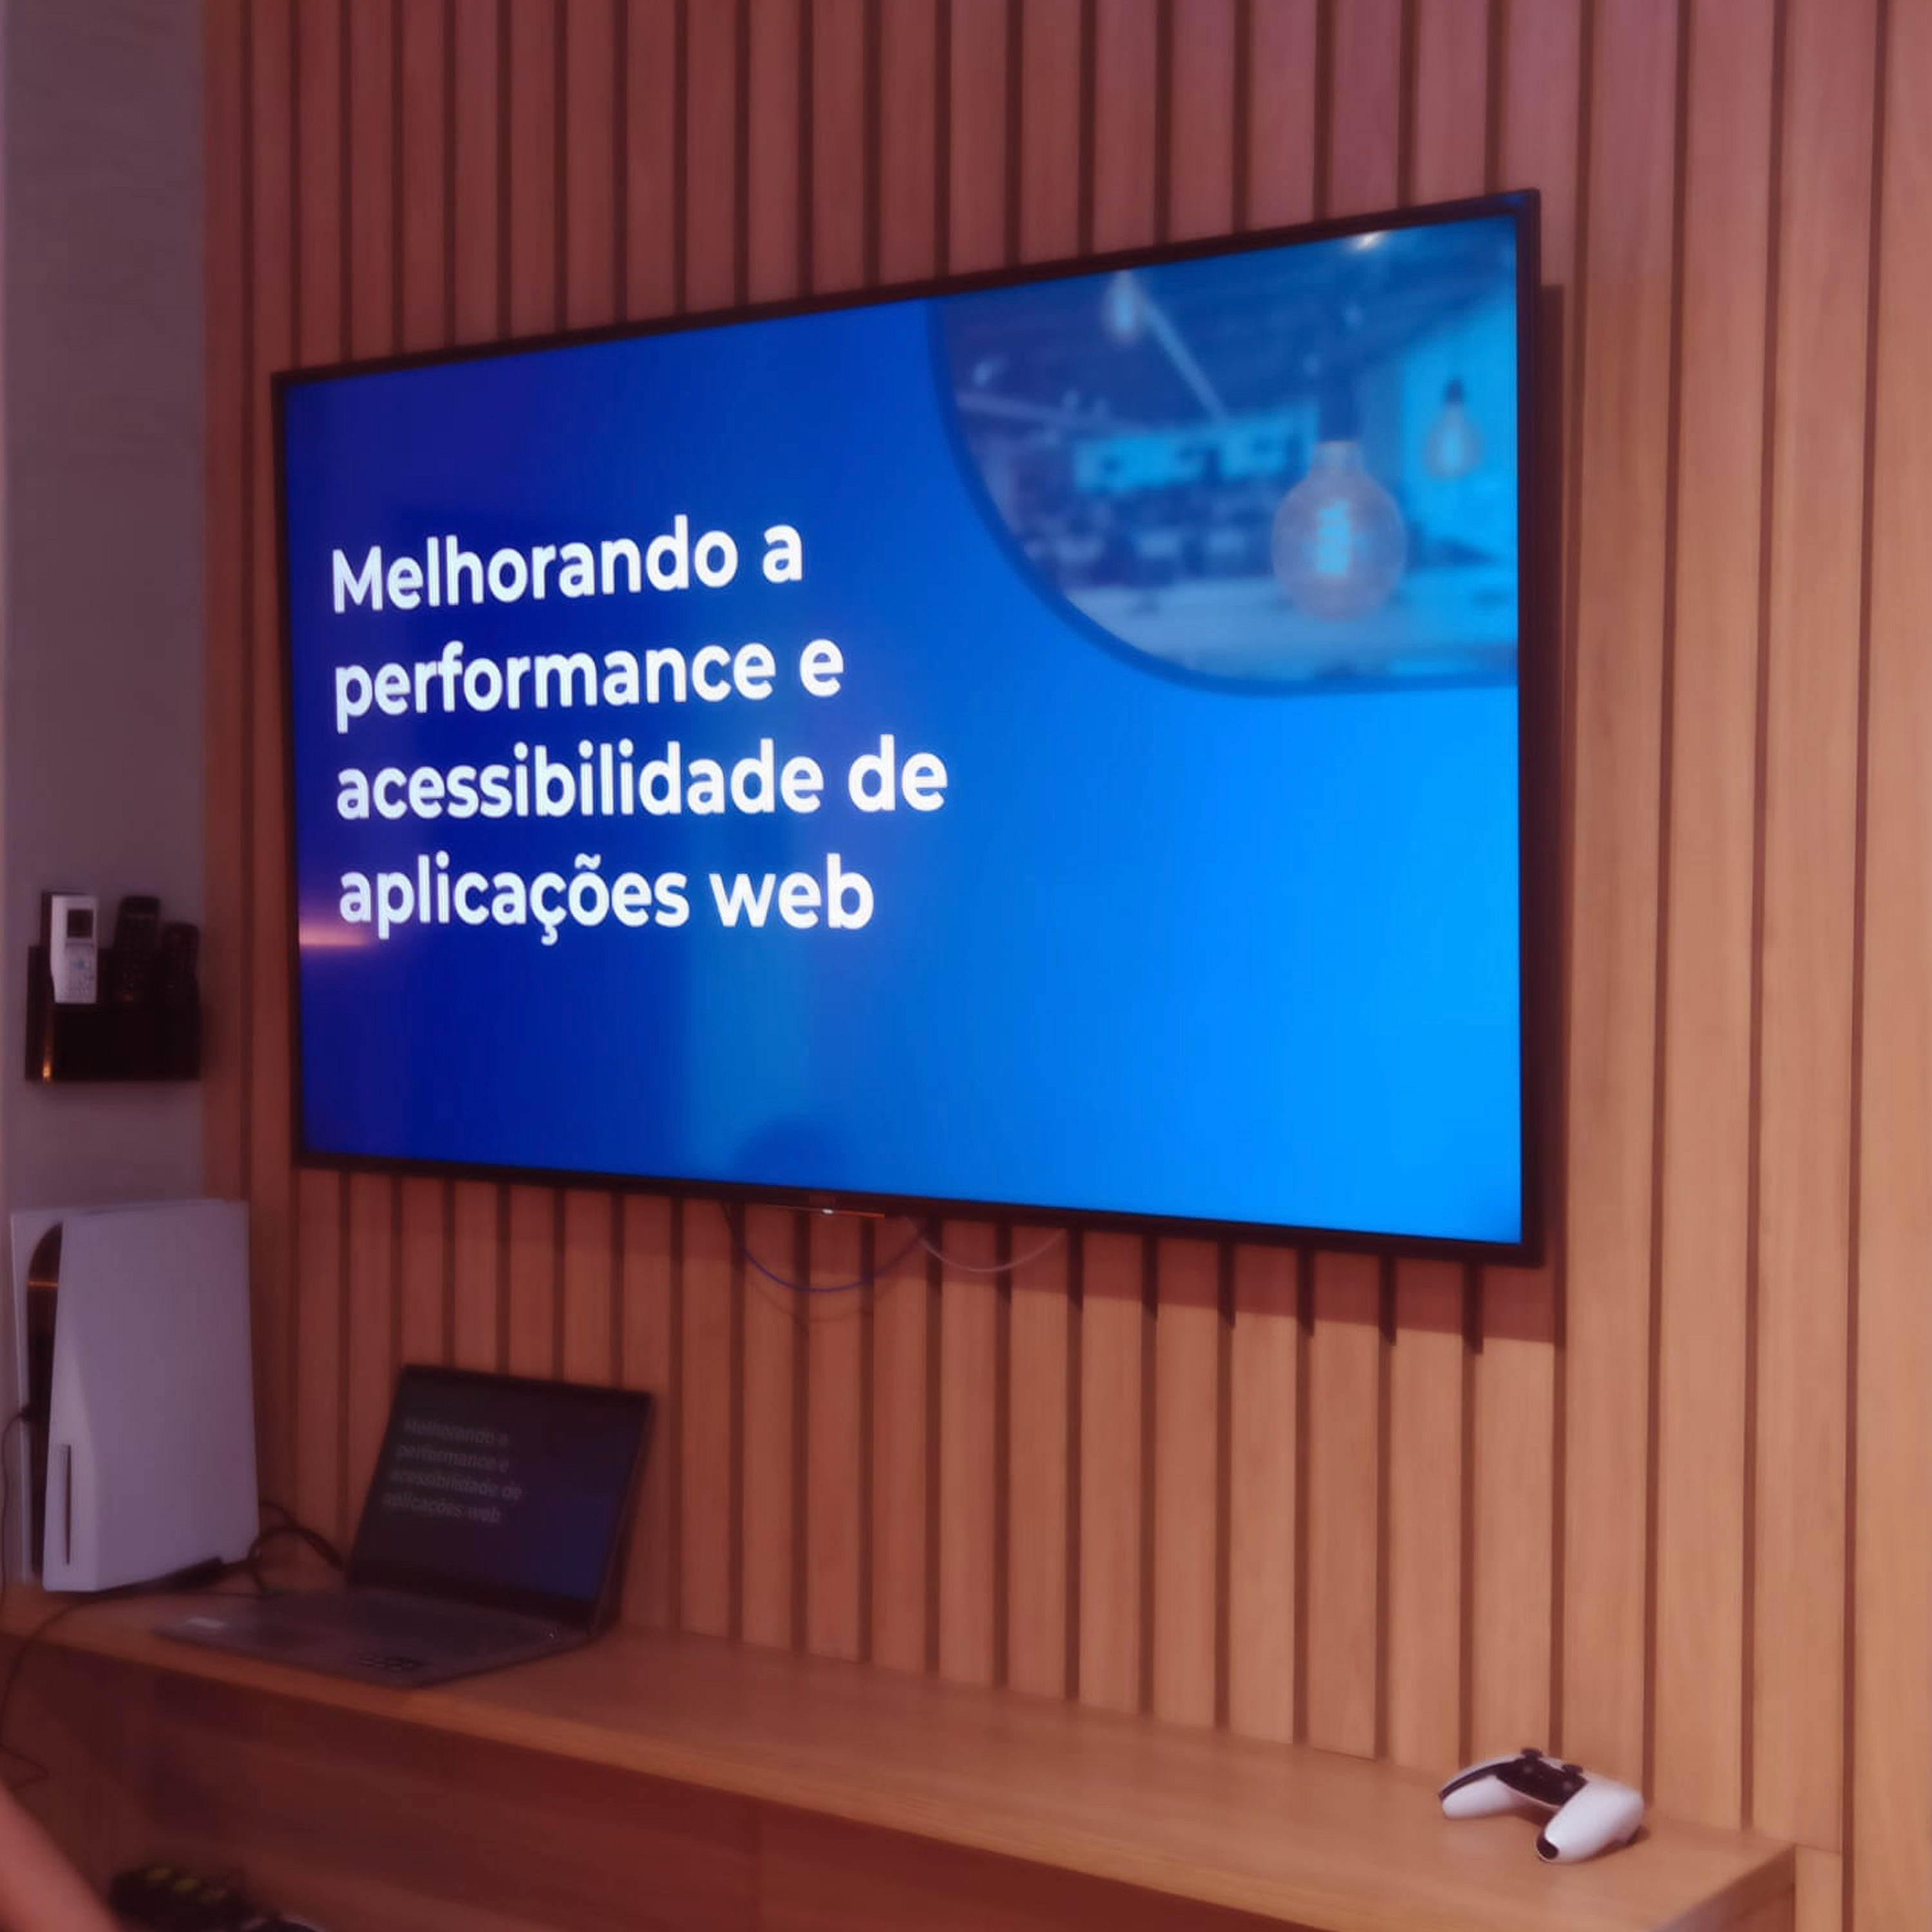 Melhorando a
performance e
acessibilidade de
aplicações web
Melhorando a
performance e
acessibilidade de
aplicações web